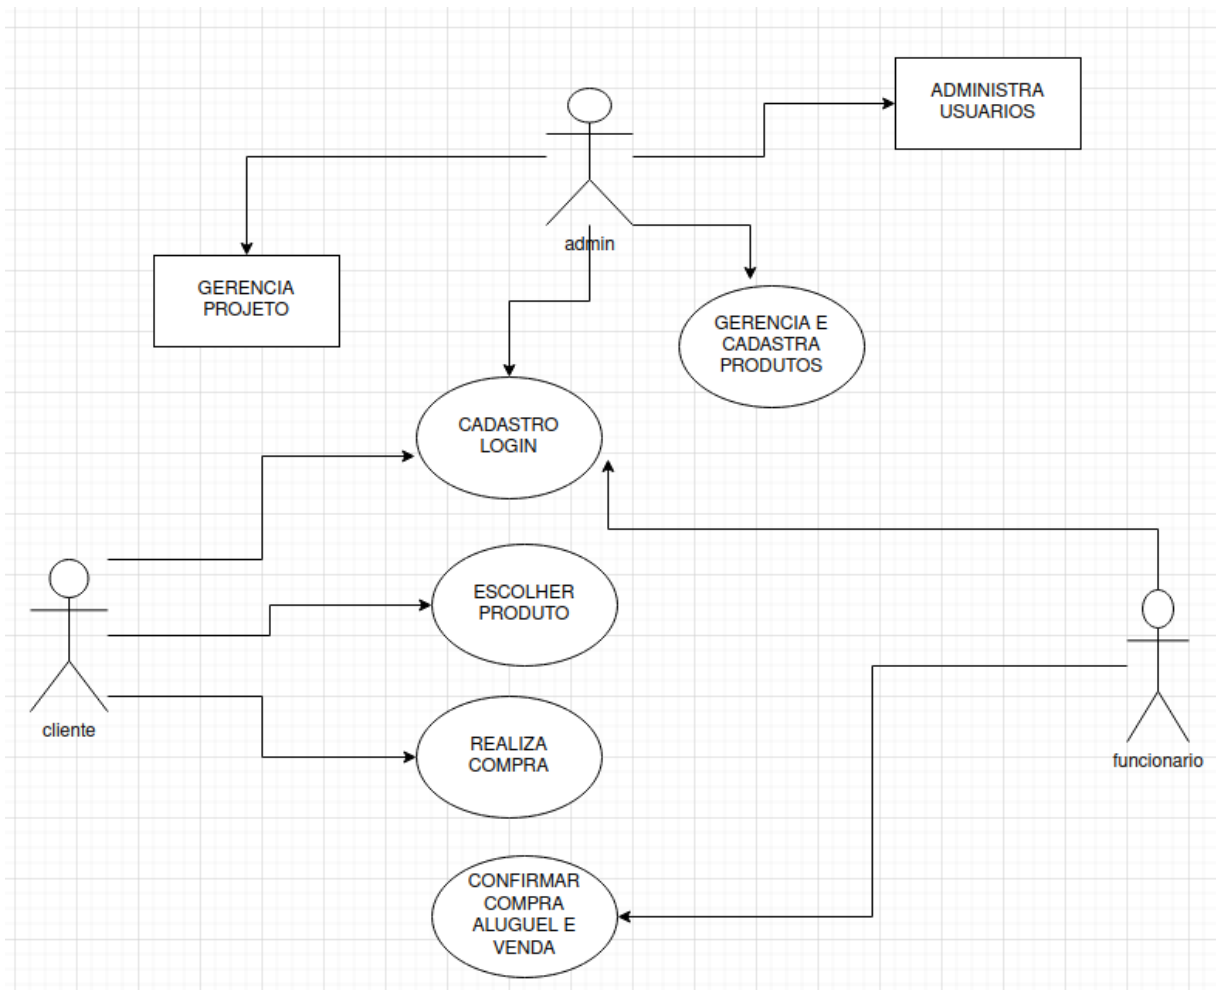 ADMINISTRA
USUARIOS
admin
GERENCIA
PROJETO
GERENCIA E
CADASTRA
PRODUTOS
CADASTRO
LOGIN
ESCOLHER
PRODUTO
cliente
REALIZA
COMPRA
funcionario
CONFIRMAR
COMPRA
ALUGUEL E
VENDA